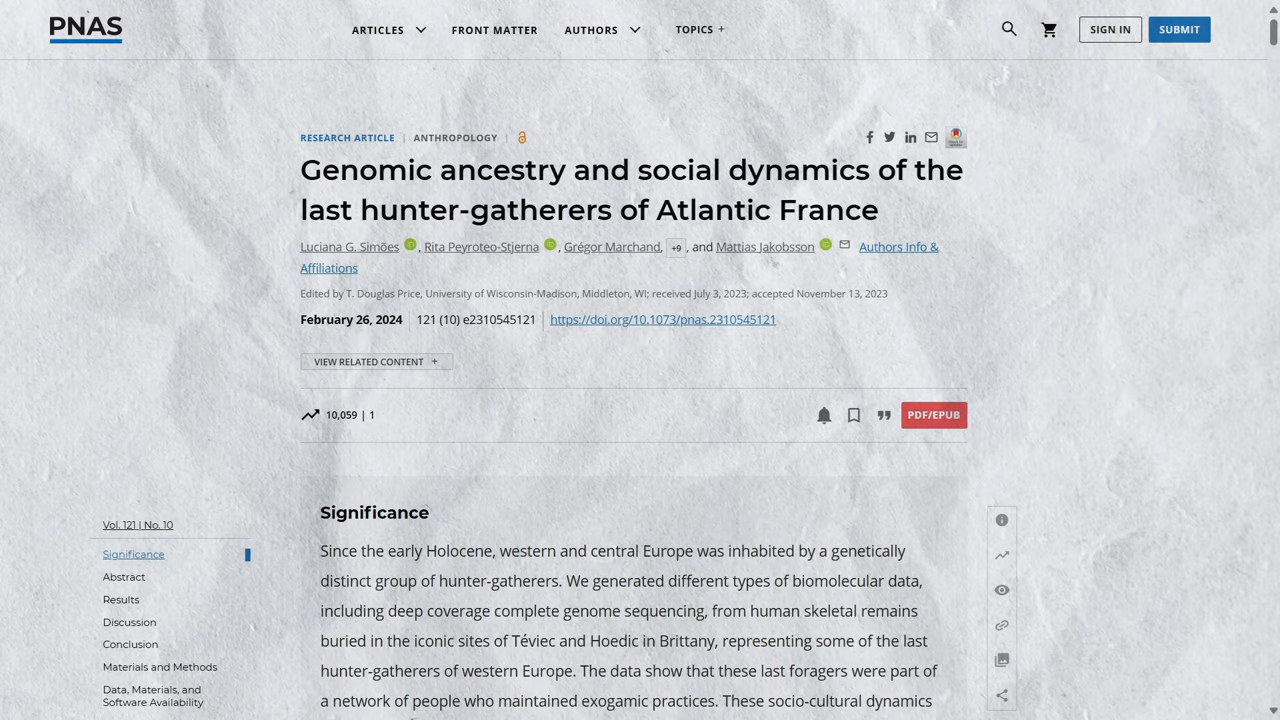 PNAS
ARTICLES
FRONT MATTER
AUTHORS
TOPICS +
SIGN IN
SUBMIT
RESEARCH ARTICLE | ANTHROPOLOGY |
Genomic ancestry and social dynamics of the
last hunter-gatherers of Atlantic France
Luciana G. Simões , Rita Peyroteo-Stjerna , Grégor Marchand, +9 , and Mattias Jakobsson Authors Info &
Affiliations
Edited by T. Douglas Price, University of Wisconsin-Madison, Middleton, WI; received July 3, 2023; accepted November 13, 2023
February 26, 2024 | 121 (10) e2310545121 | https://doi.org/10.1073/pnas.2310545121
VIEW RELATED CONTENT +
10,059 | 1
PDF/EPUB
Vol. 121 | No. 10
Significance
Abstract
Results
Discussion
Conclusion
Materials and Methods
Data, Materials, and
Software Availability
Significance
Since the early Holocene, western and central Europe was inhabited by a genetically
distinct group of hunter-gatherers. We generated different types of biomolecular data,
including deep coverage complete genome sequencing, from human skeletal remains
buried in the iconic sites of Téviec and Hoedic in Brittany, representing some of the last
hunter-gatherers of western Europe. The data show that these last foragers were part of
a network of people who maintained exogamic practices. These socio-cultural dynamics